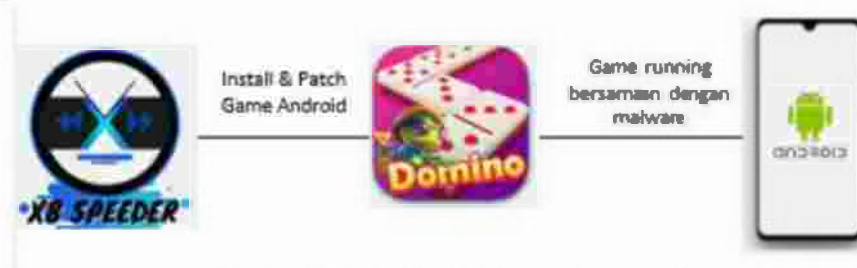 X8 SPEEDER
Install & Patch
Game Android
Domino
Game running
bersamaan dengan
malware
android